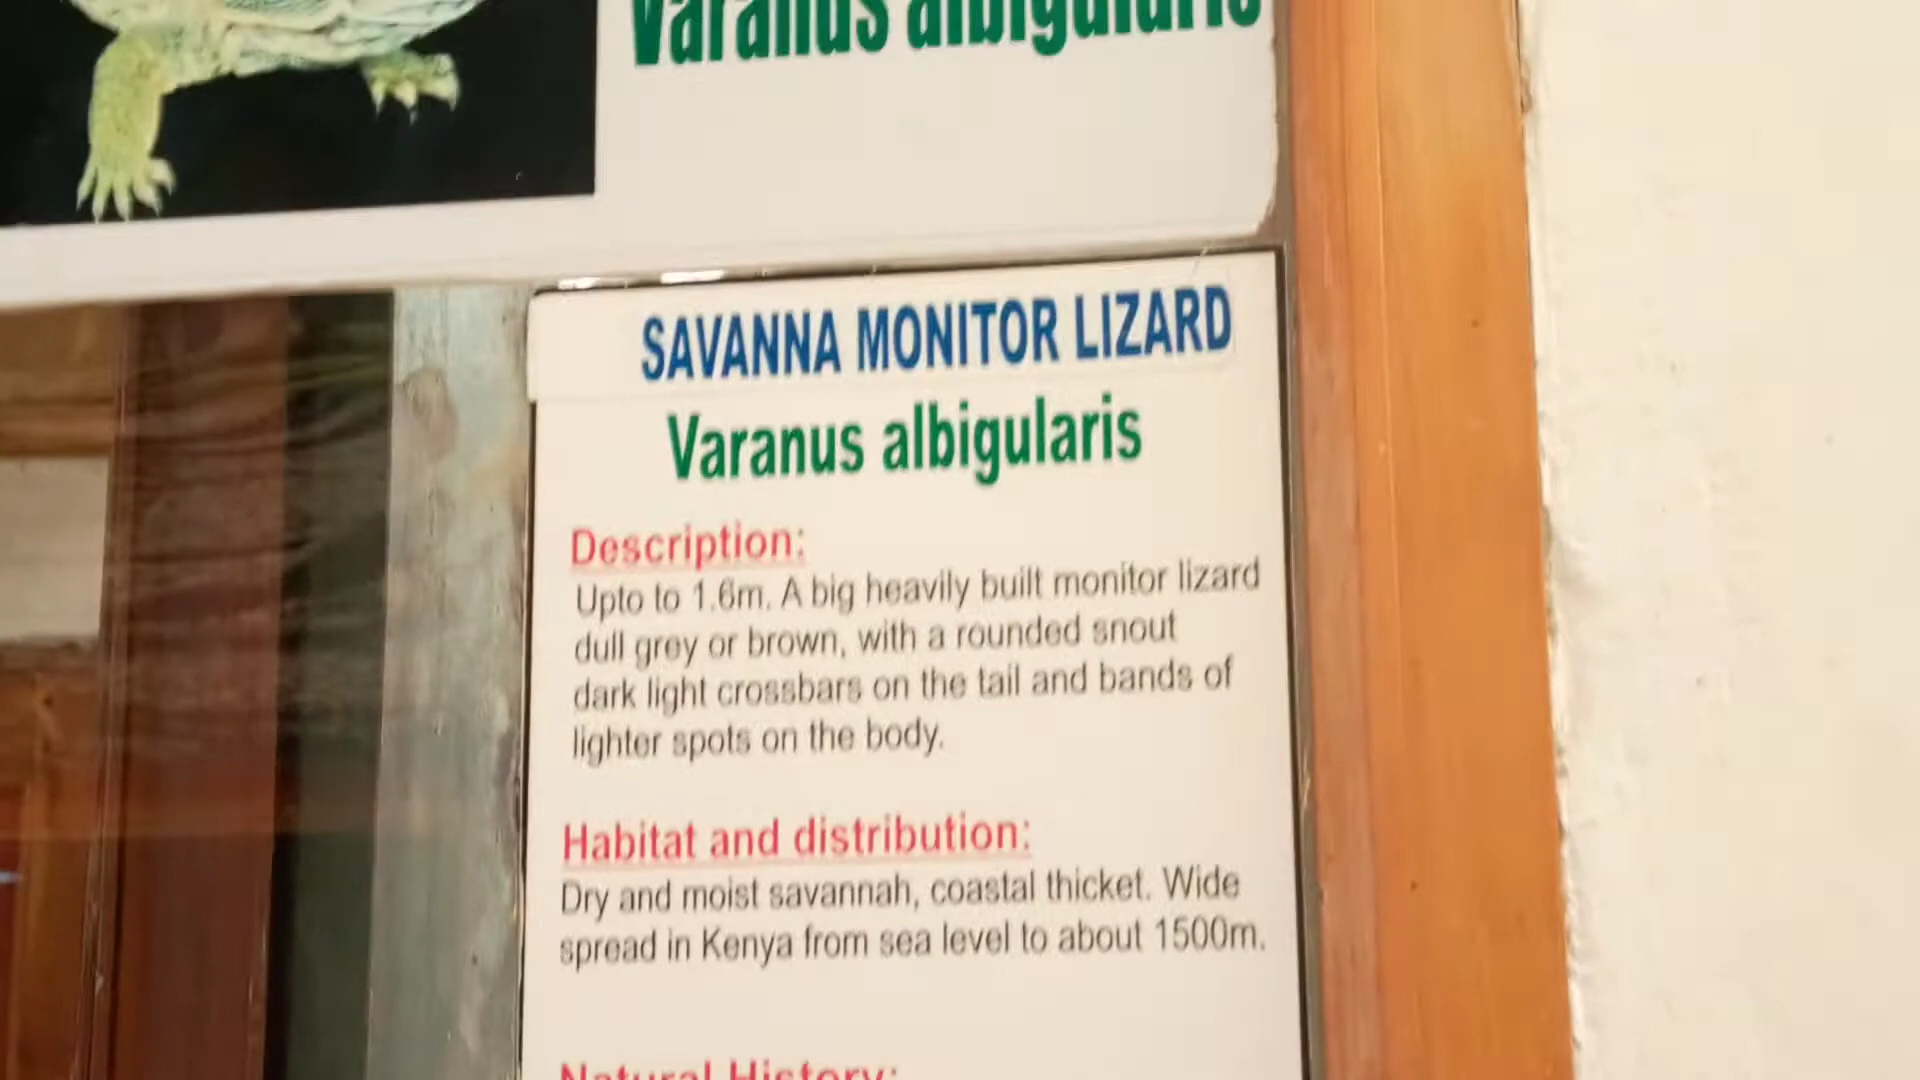 Varanus albigularis
SAVANNA MONITOR LIZARD
Varanus albigularis
Description:
Upto to 1.6m. A big heavily built monitor lizard
dull grey or brown, with a rounded snout
dark light crossbars on the tail and bands of
lighter spots on the body.
Habitat and distribution:
Dry and moist savannah, coastal thicket. Wide
spread in Kenya from sea level to about 1500m.
Natural History: